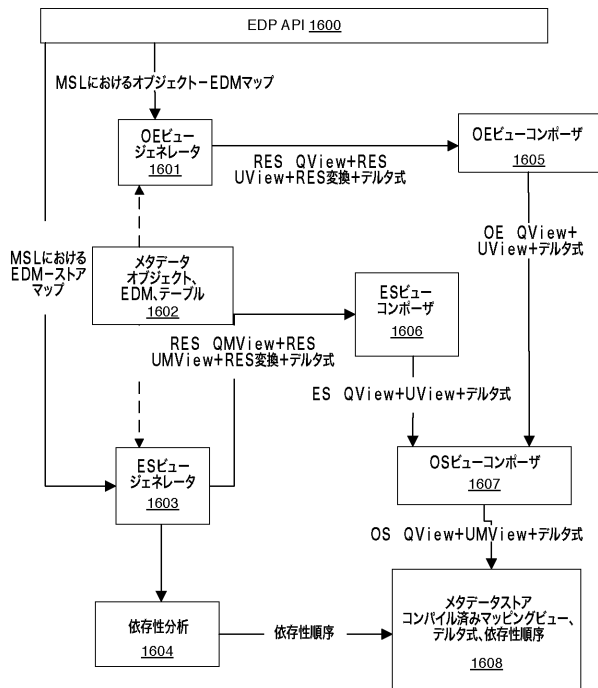 EDP API 1600
MSLにおけるオブジェクトーEDMマップ
OEビュー
ジェネレータ
1601
RES QView+RES
UView+RES変換+デルタ式
OEビューコンポーザ
1605
MSLにおける
EDMーストア
マップ
メタデータ
オブジェクト、
EDM、テーブル
1602
OE QView+
UView+デルタ式
ESビュー
コンポーザ
1606
RES QMView+RES
UMView+RES変換+デルタ式
ES QView+UView+デルタ式
ESビュー
ジェネレータ
1603
OSビューコンポーザ
1607
OS QView+UMView+デルタ式
依存性分析
1604
依存性順序
メタデータストア
コンパイル済みマッピングビュー、
デルタ式、依存性順序
1608